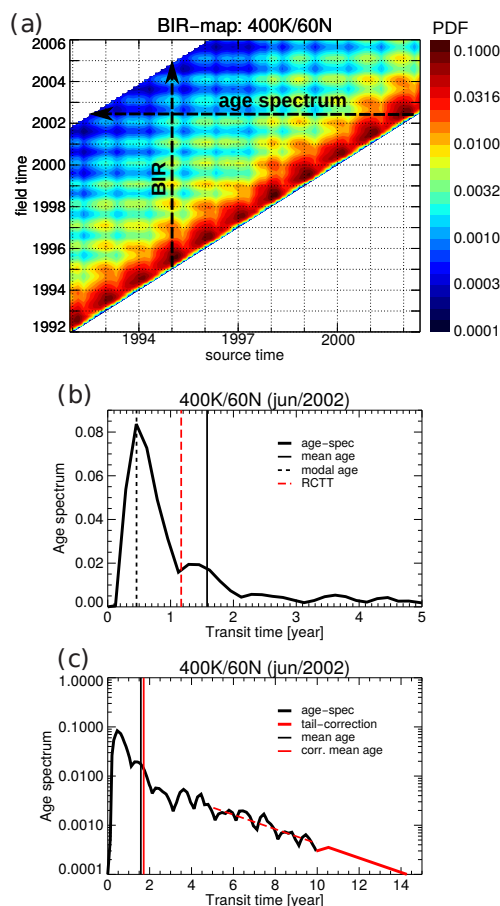 (a)
BIR-map: 400K/60N
PDF
2006
2004
2002
2000
1998
1996
1994
1992
field time
age spectrum
BIR
1994 1997 2000
source time
0.1000
0.0316
0.0100
0.0032
0.0010
0.0003
0.0001
(b)
400K/60N (jun/2002)
0.08
0.06
0.04
0.02
0.00
Age spectrum
age-spec
mean age
modal age
RCTT
0 1 2 3 4 5
Transit time [year]
(c)
400K/60N (jun/2002)
1.0000
0.1000
0.0100
0.0010
0.0001
Age spectrum
age-spec
tail-correction
mean age
corr. mean age
0 2 4 6 8 10 12 14
Transit time [year]